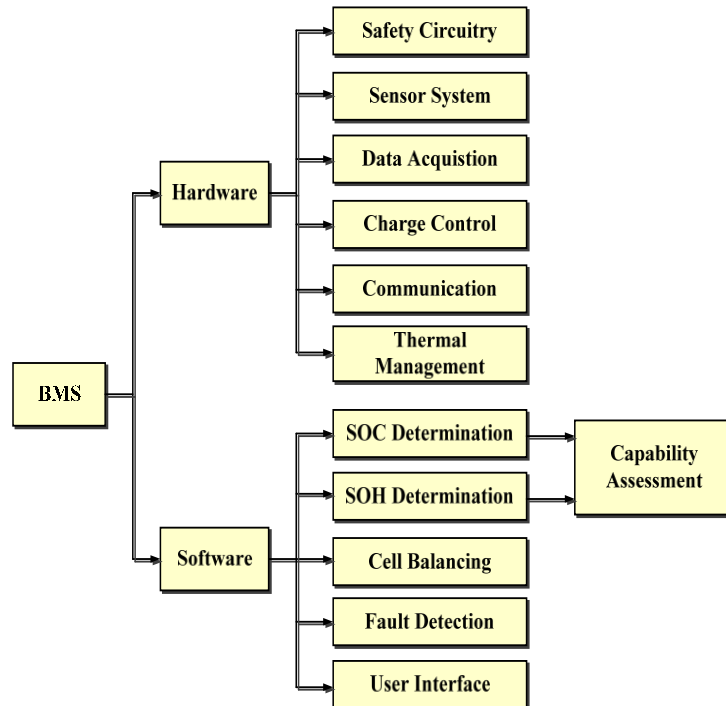 Safety Circuitry
Sensor System
Data Acquistion
Hardware
Charge Control
Communication
Thermal
Management
BMS
SOC Determination
Capability
Assessment
SOH Determination
Software
Cell Balancing
Fault Detection
User Interface